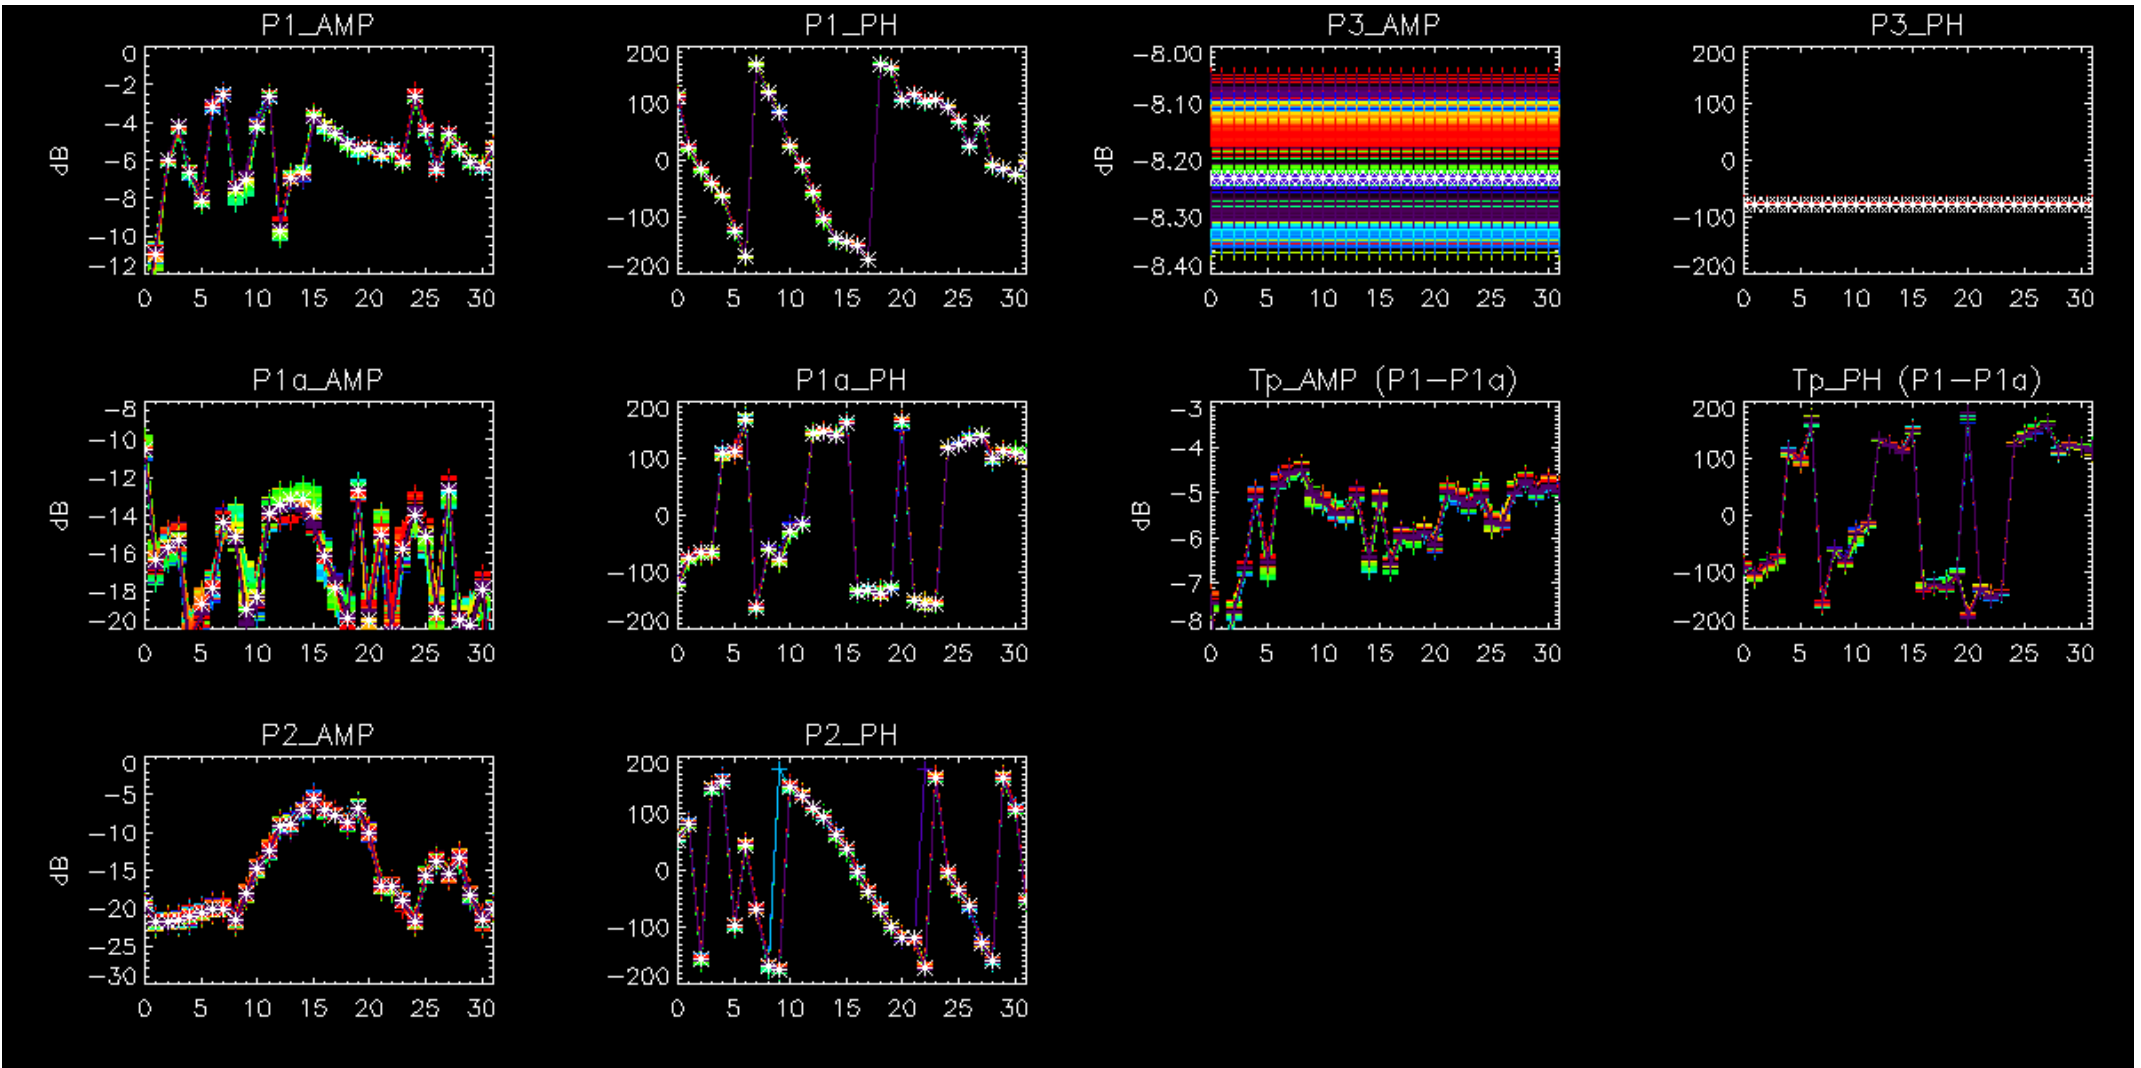 P1_AMP P1_PH P3_AMP P3_PH
0 200 -8.00 200
-2
-4 100 -8.10 100
dB -6 0 dB -8.20 0
-8
-10 -100 -8.30 -100
-12 -200 -8.40 -200
0 5 10 15 20 25 30 0 5 10 15 20 25 30 0 5 10 15 20 25 30 0 5 10 15 20 25 30
P1a_AMP P1a_PH Tp_AMP (P1-P1a) Tp_PH (P1-P1a)
-8 200 -3 200
-10 100 -4 100
-12
dB -14 0 dB -5 0
-16 -6
-18 -100 -7 -100
-20 -200 -8 -200
0 5 10 15 20 25 30 0 5 10 15 20 25 30 0 5 10 15 20 25 30 0 5 10 15 20 25 30
P2_AMP P2_PH
0 200
-5 100
-10
dB -15 0
-20 -100
-25
-30 -200
0 5 10 15 20 25 30 0 5 10 15 20 25 30